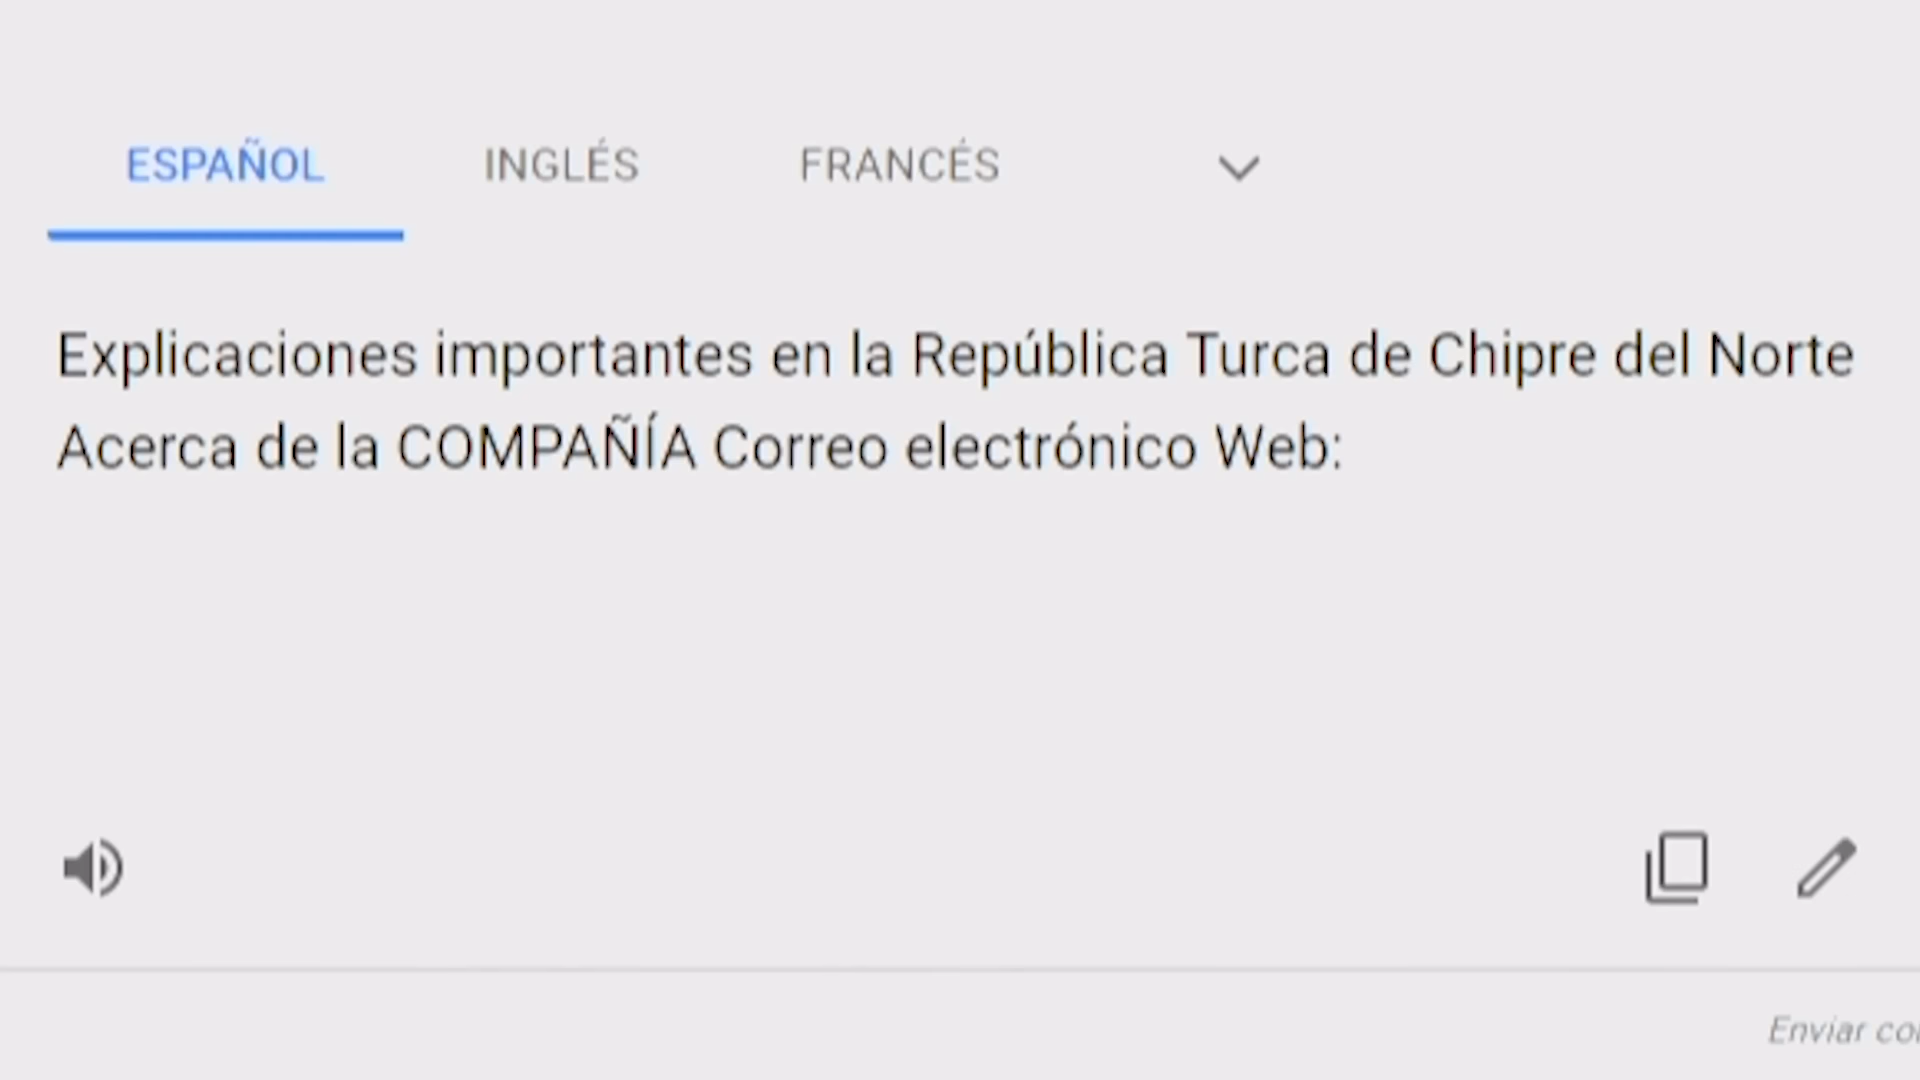 ESPAÑOL INGLÉS FRANCÉS
Explicaciones importantes en la República Turca de Chipre del Norte
Acerca de la COMPAÑÍA Correo electrónico Web:
Enviar